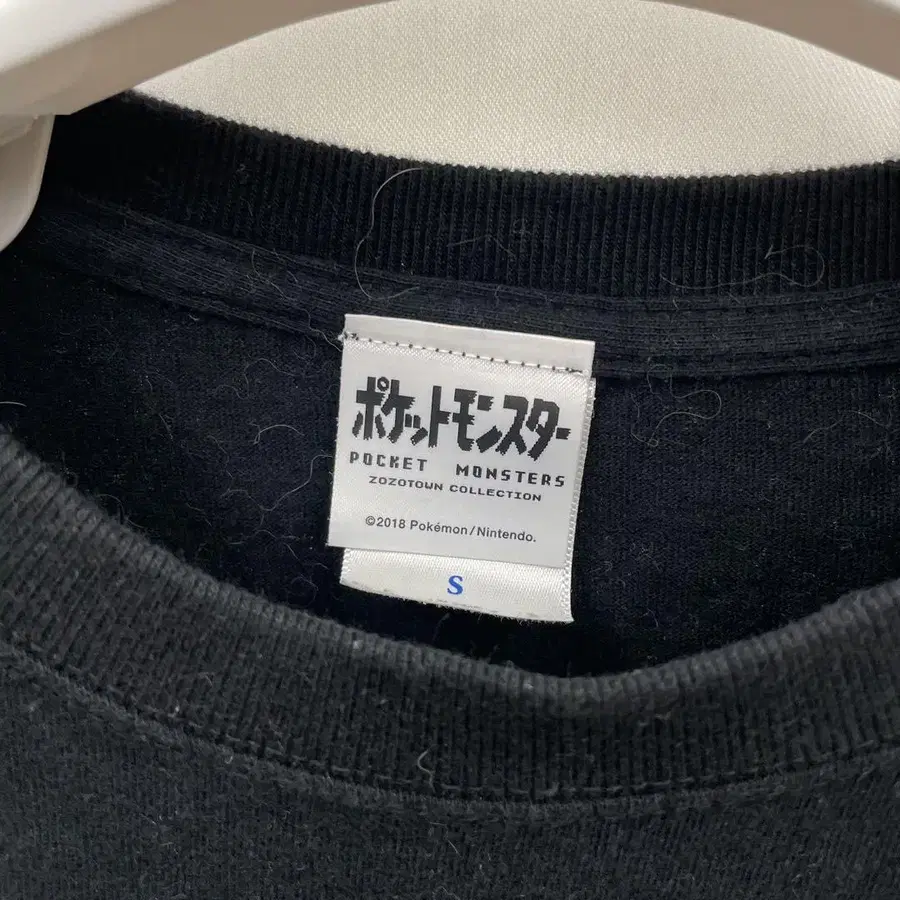 ポケットモンスター
POCKET MONSTERS
ZOZOTOWN COLLECTION
©2018 Pokémon/Nintendo.
S